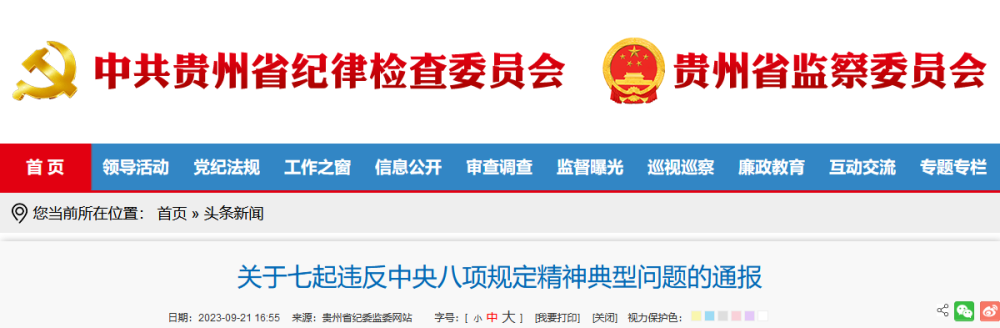 中共贵州省纪律检查委员会 贵州省监察委员会
首 页 领导活动 党纪法规 工作之窗 信息公开 审查调查 监督曝光 巡视巡察 廉政教育 互动交流 专题专栏
您当前所在位置： 首页 » 头条新闻
关于七起违反中央八项规定精神典型问题的通报
日期：2023-09-21 16:55 来源：贵州省纪委监委网站 字号：[ 小 中 大 ] [我要打印] [关闭] 视力保护色：